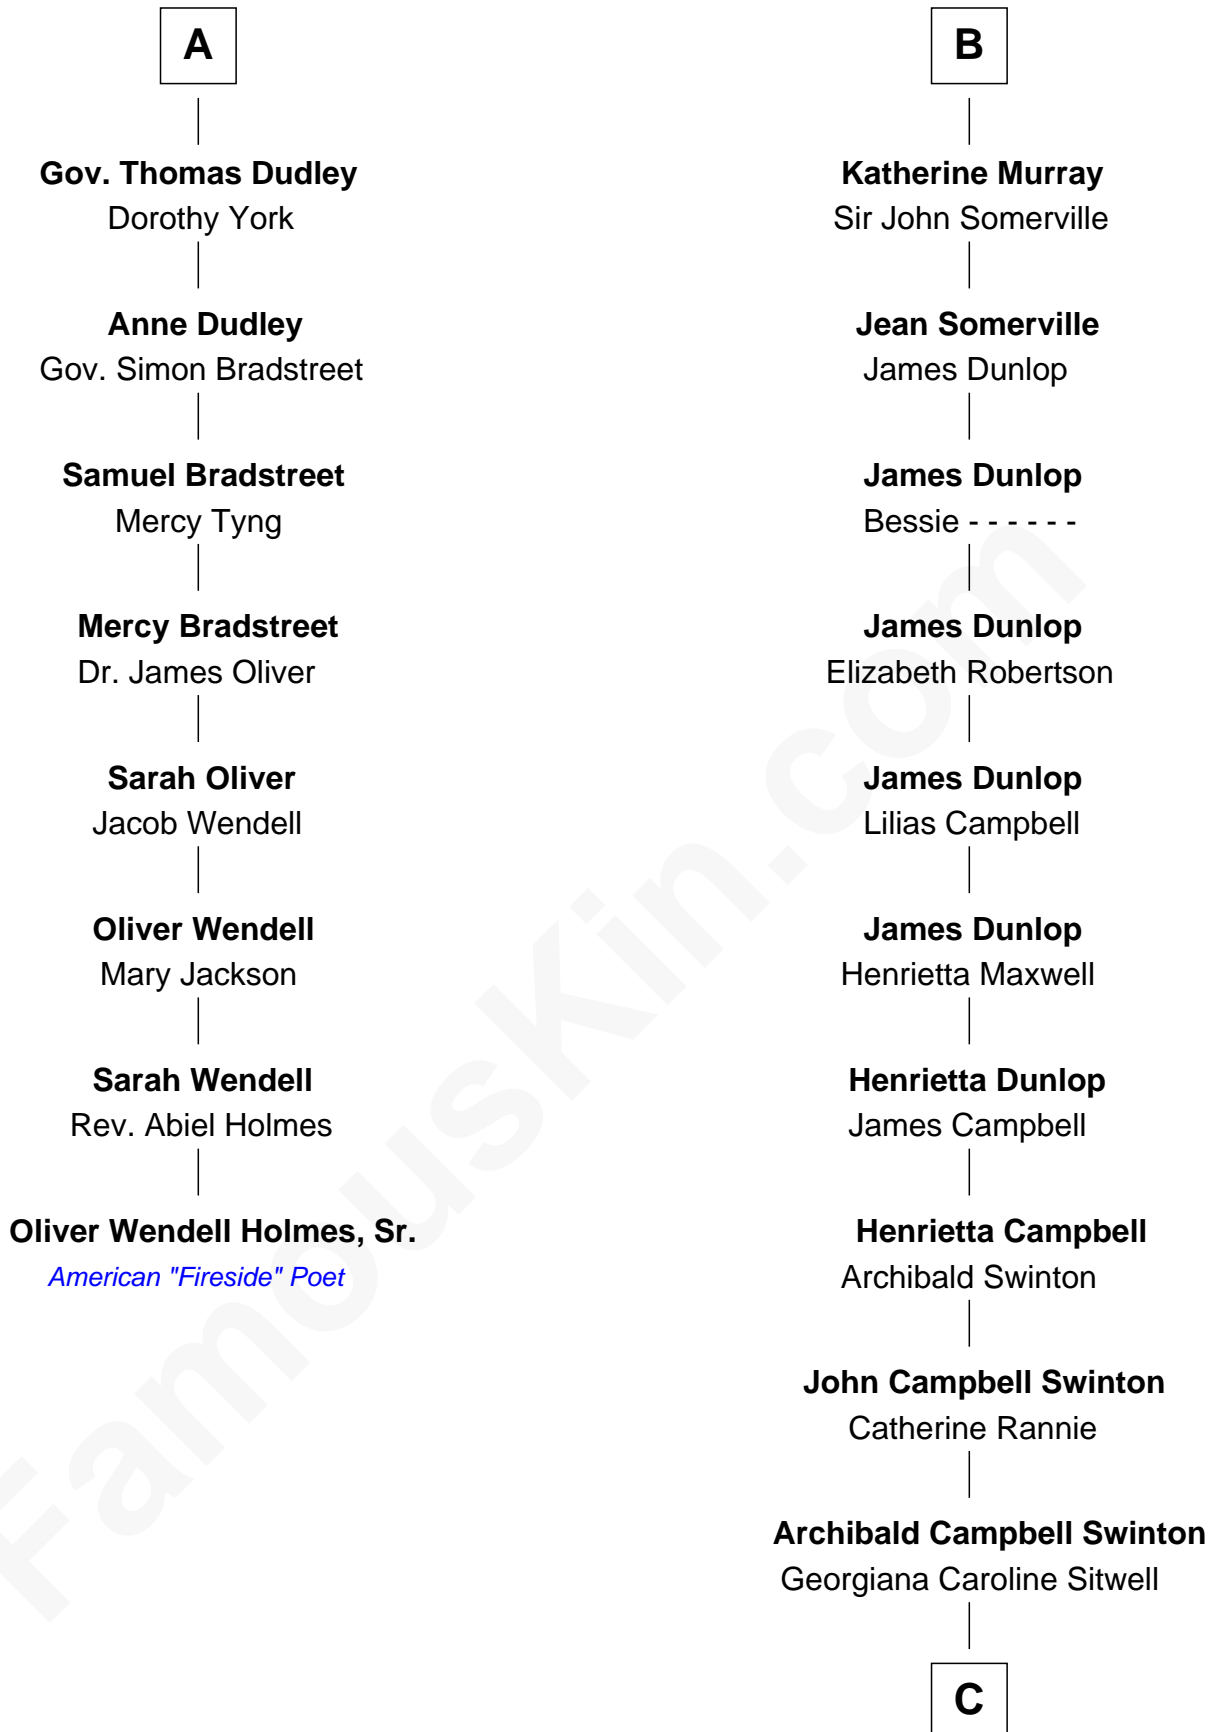 A
Gov. Thomas Dudley
Dorothy York
Anne Dudley
Gov. Simon Bradstreet
Samuel Bradstreet
Mercy Tyng
Mercy Bradstreet
Dr. James Oliver
Sarah Oliver
Jacob Wendell
Oliver Wendell
Mary Jackson
Sarah Wendell
Rev. Abiel Holmes
Oliver Wendell Holmes, Sr.
American "Fireside" Poet
B
Katherine Murray
Sir John Somerville
Jean Somerville
James Dunlop
James Dunlop
Bessie - - - - - -
James Dunlop
Elizabeth Robertson
James Dunlop
Lilias Campbell
James Dunlop
Henrietta Maxwell
Henrietta Dunlop
James Campbell
Henrietta Campbell
Archibald Swinton
John Campbell Swinton
Catherine Rannie
Archibald Campbell Swinton
Georgiana Caroline Sitwell
C
FamousKin.com